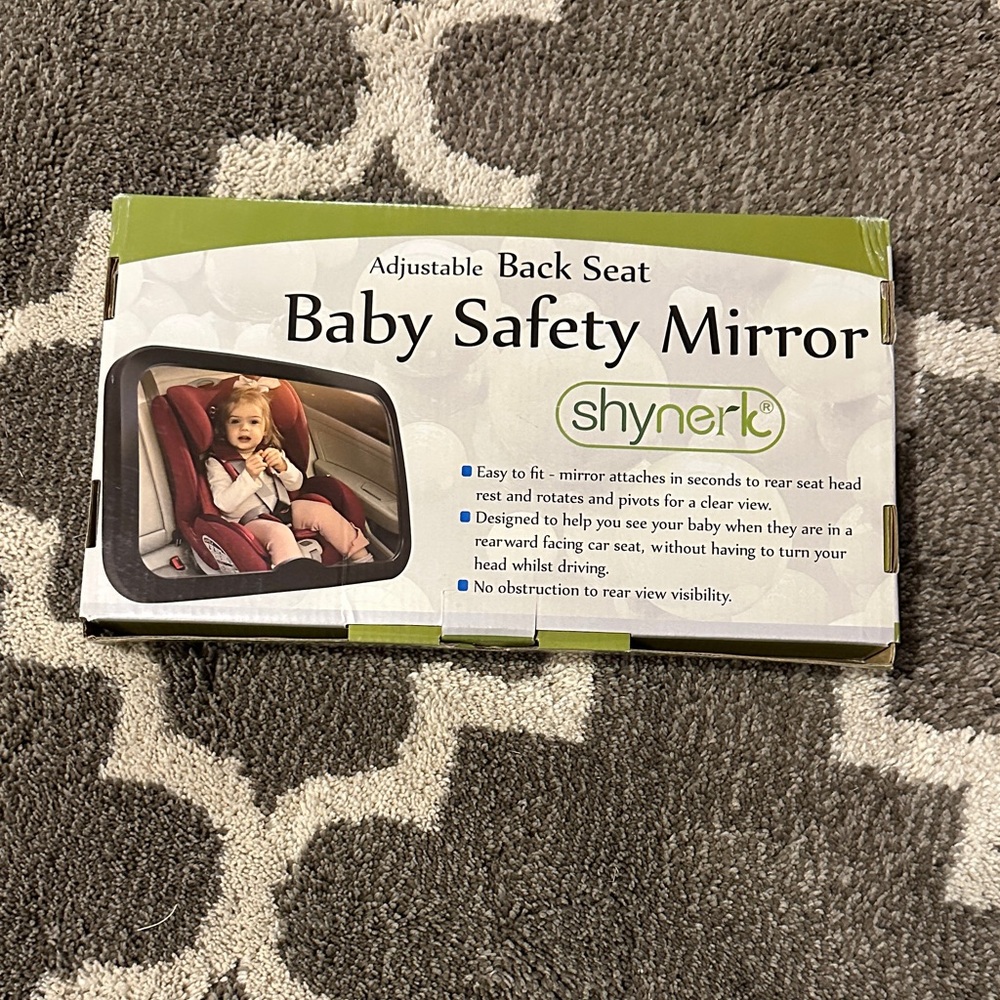 Adjustable Back Seat
Baby Safety Mirror
shynerk®
Easy to fit - mirror attaches in seconds to rear seat head
rest and rotates and pivots for a clear view.
Designed to help you see your baby when they are in a
rearward facing car seat, without having to turn your
head whilst driving.
No obstruction to rear view visibility.